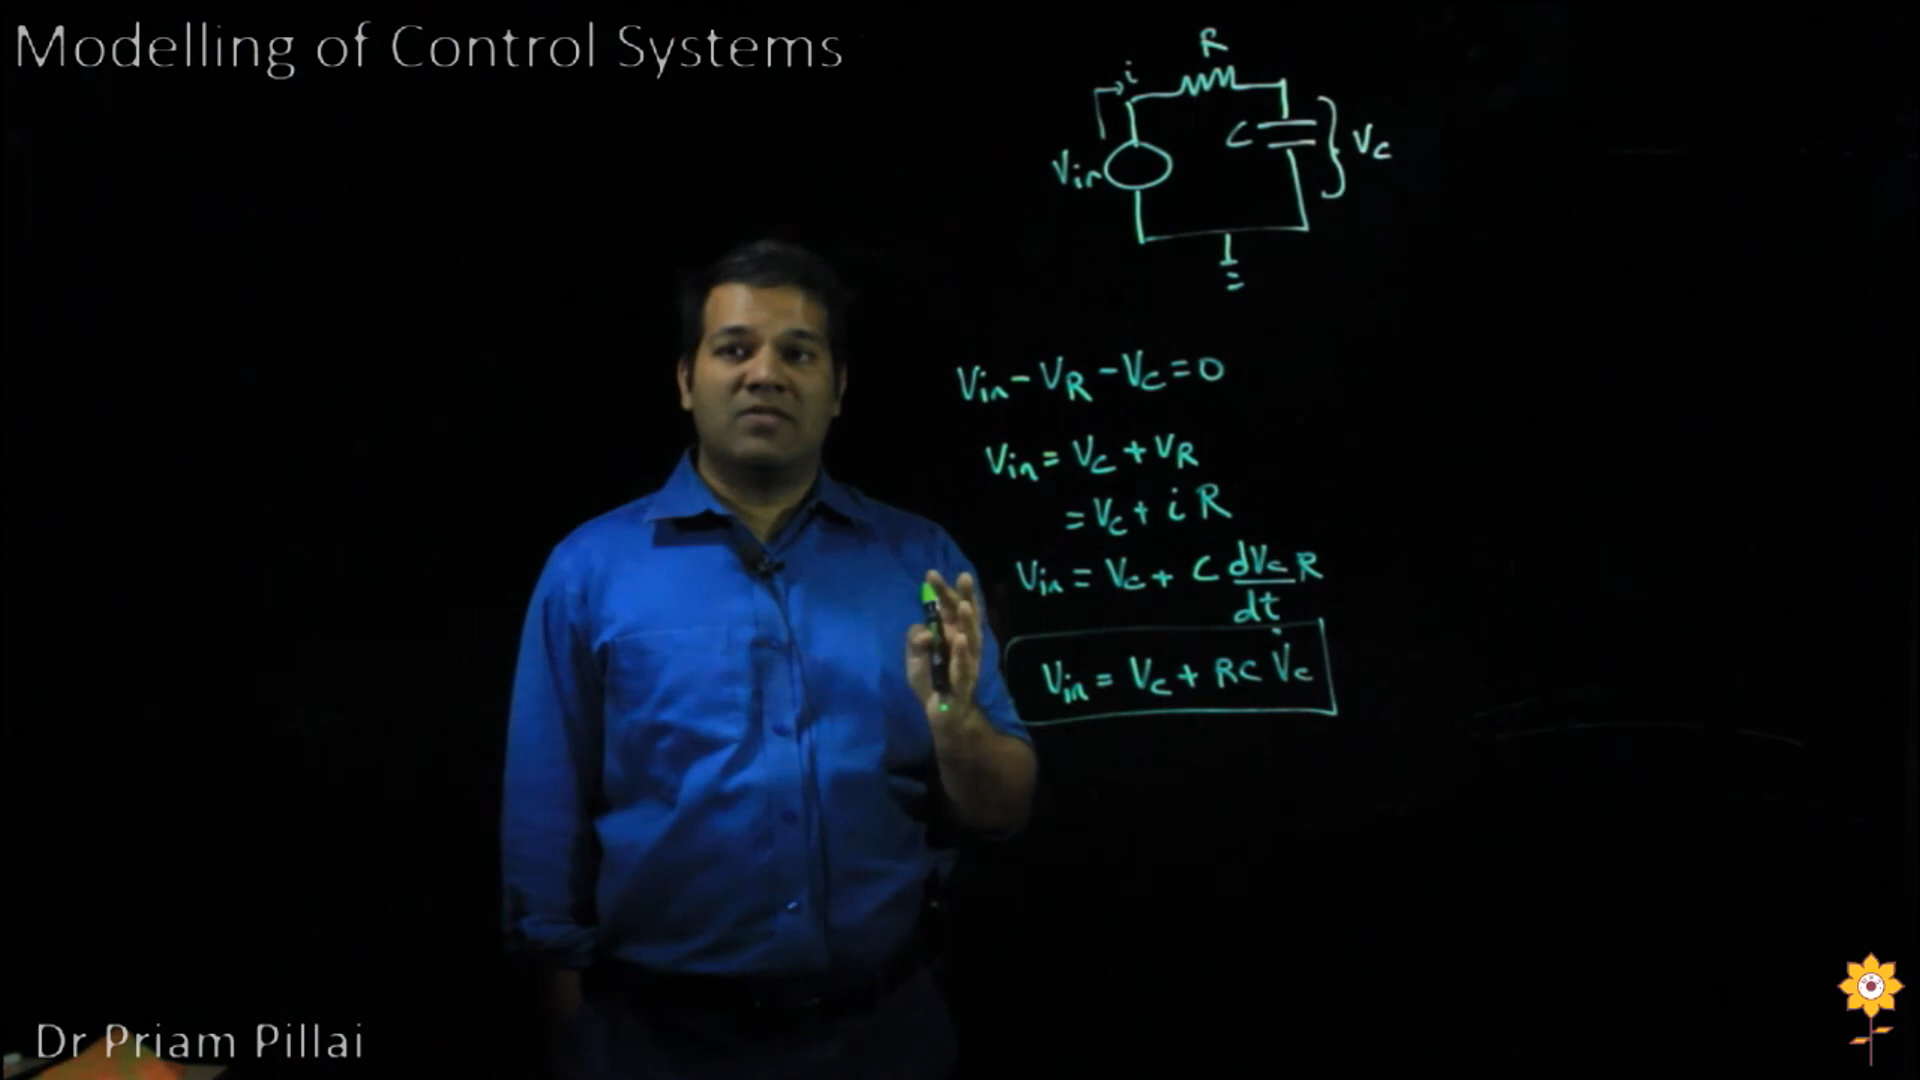 Modelling of Control Systems
R
i
Vin
C
Vc
Vin - VR - Vc = 0
Vin = Vc + VR
= Vc + i R
Vin = Vc + C dVc/dt R
Vin = Vc + RC V̇c
Dr Priam Pillai